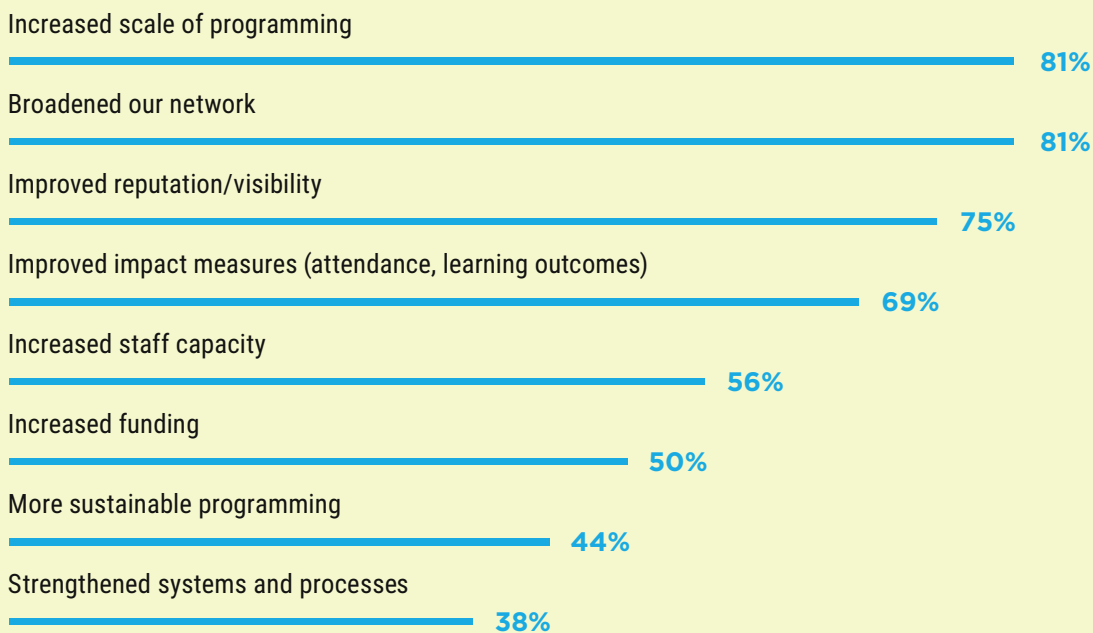 Increased scale of programming
81%
Broadened our network
81%
Improved reputation/visibility
75%
Improved impact measures (attendance, learning outcomes)
69%
Increased staff capacity
56%
Increased funding
50%
More sustainable programming
44%
Strengthened systems and processes
38%